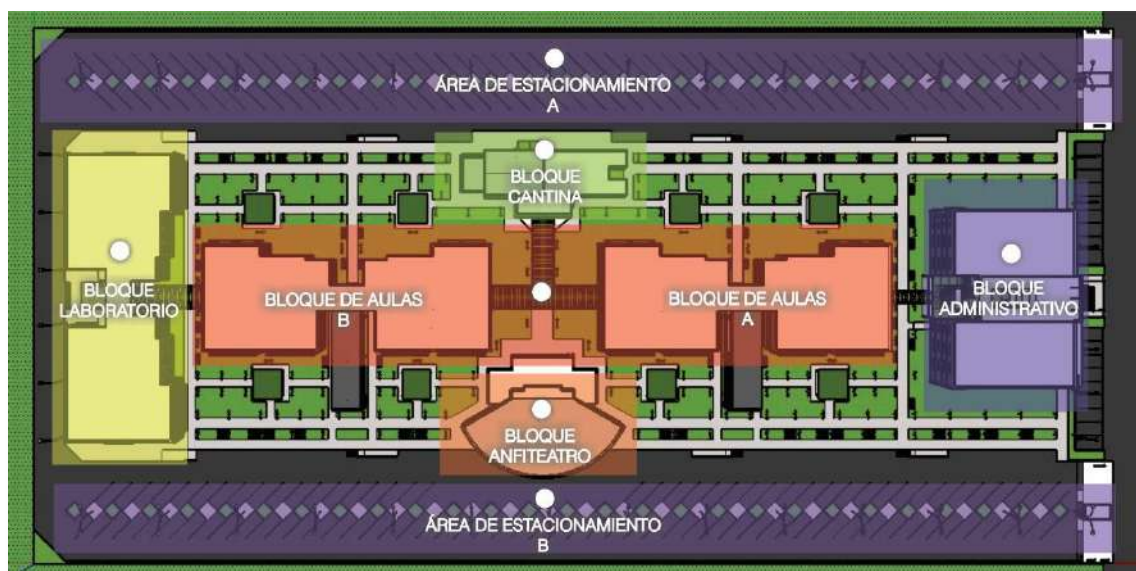 ÁREA DE ESTACIONAMIENTO
A
BLOQUE
CANTINA
BLOQUE
LABORATORIO
BLOQUE DE AULAS
B
BLOQUE DE AULAS
A
BLOQUE
ADMINISTRATIVO
BLOQUE
ANFITEATRO
ÁREA DE ESTACIONAMIENTO
B